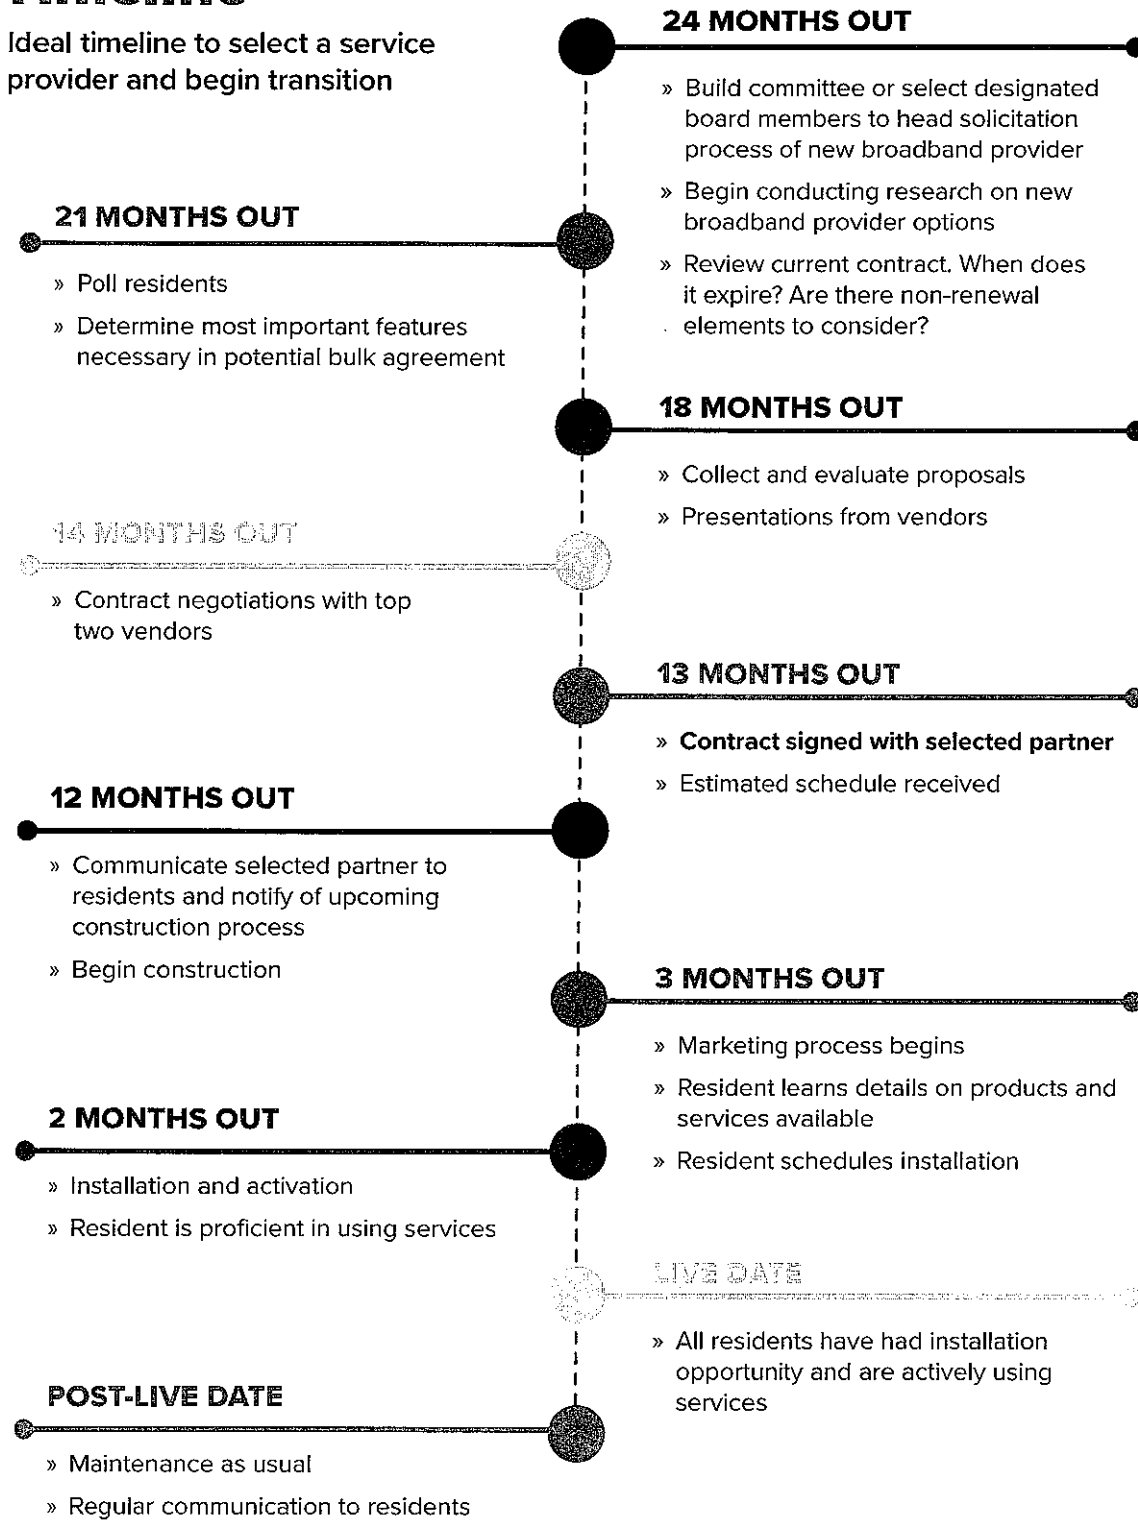 Timeline
Ideal timeline to select a service
provider and begin transition
24 MONTHS OUT
» Build committee or select designated
board members to head solicitation
process of new broadband provider
» Begin conducting research on new
broadband provider options
» Review current contract. When does
it expire? Are there non-renewal
elements to consider?
21 MONTHS OUT
» Poll residents
» Determine most important features
necessary in potential bulk agreement
18 MONTHS OUT
» Collect and evaluate proposals
» Presentations from vendors
14 MONTHS OUT
» Contract negotiations with top
two vendors
13 MONTHS OUT
» Contract signed with selected partner
» Estimated schedule received
12 MONTHS OUT
» Communicate selected partner to
residents and notify of upcoming
construction process
» Begin construction
3 MONTHS OUT
» Marketing process begins
» Resident learns details on products and
services available
» Resident schedules installation
2 MONTHS OUT
» Installation and activation
» Resident is proficient in using services
LIVE DATE
» All residents have had installation
opportunity and are actively using
services
POST-LIVE DATE
» Maintenance as usual
» Regular communication to residents